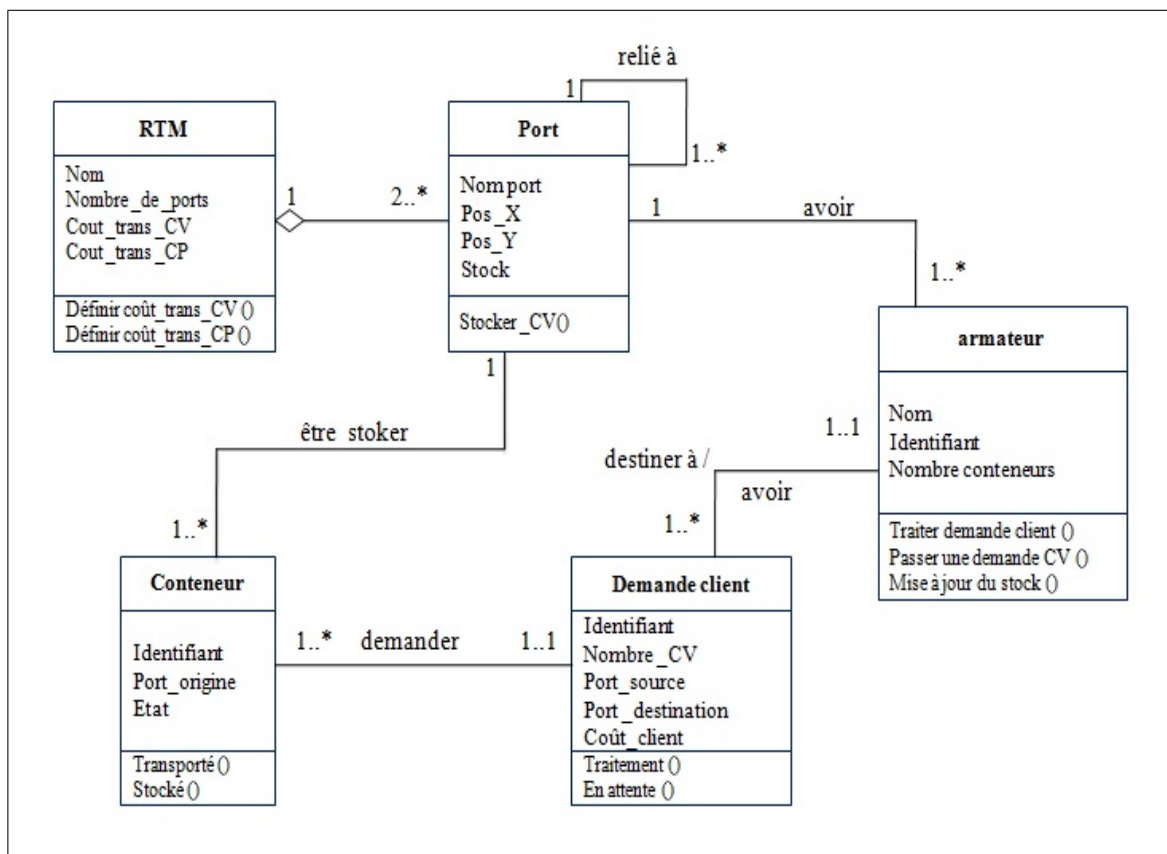 relié à
1
1..*
RTM
Nom
Nombre_de_ports
Cout_trans_CV
Cout_trans_CP
Définir coût_trans_CV ()
Définir coût_trans_CP ()
1
2..*
Port
Nomport
Pos_X
Pos_Y
Stock
Stocker_CV()
1
avoir
1..*
armateur
Nom
Identifiant
Nombre conteneurs
Traiter demande client ()
Passer une demande CV ()
Mise à jour du stock ()
1
être stoker
1..*
1..1
destiner à /
avoir
1..*
Conteneur
Identifiant
Port_origine
Etat
Transporté ()
Stocké ()
1..*
demander
1..1
Demande client
Identifiant
Nombre_CV
Port_source
Port_destination
Coût_client
Traitement ()
En attente ()